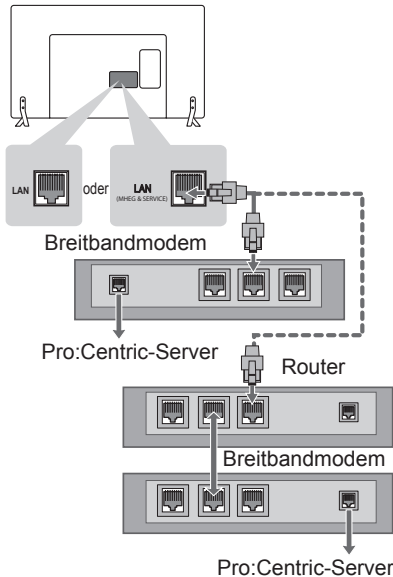 LAN
oder
LAN
(MHEG & SERVICE)
Breitbandmodem
Pro:Centric-Server
Router
Breitbandmodem
Pro:Centric-Server